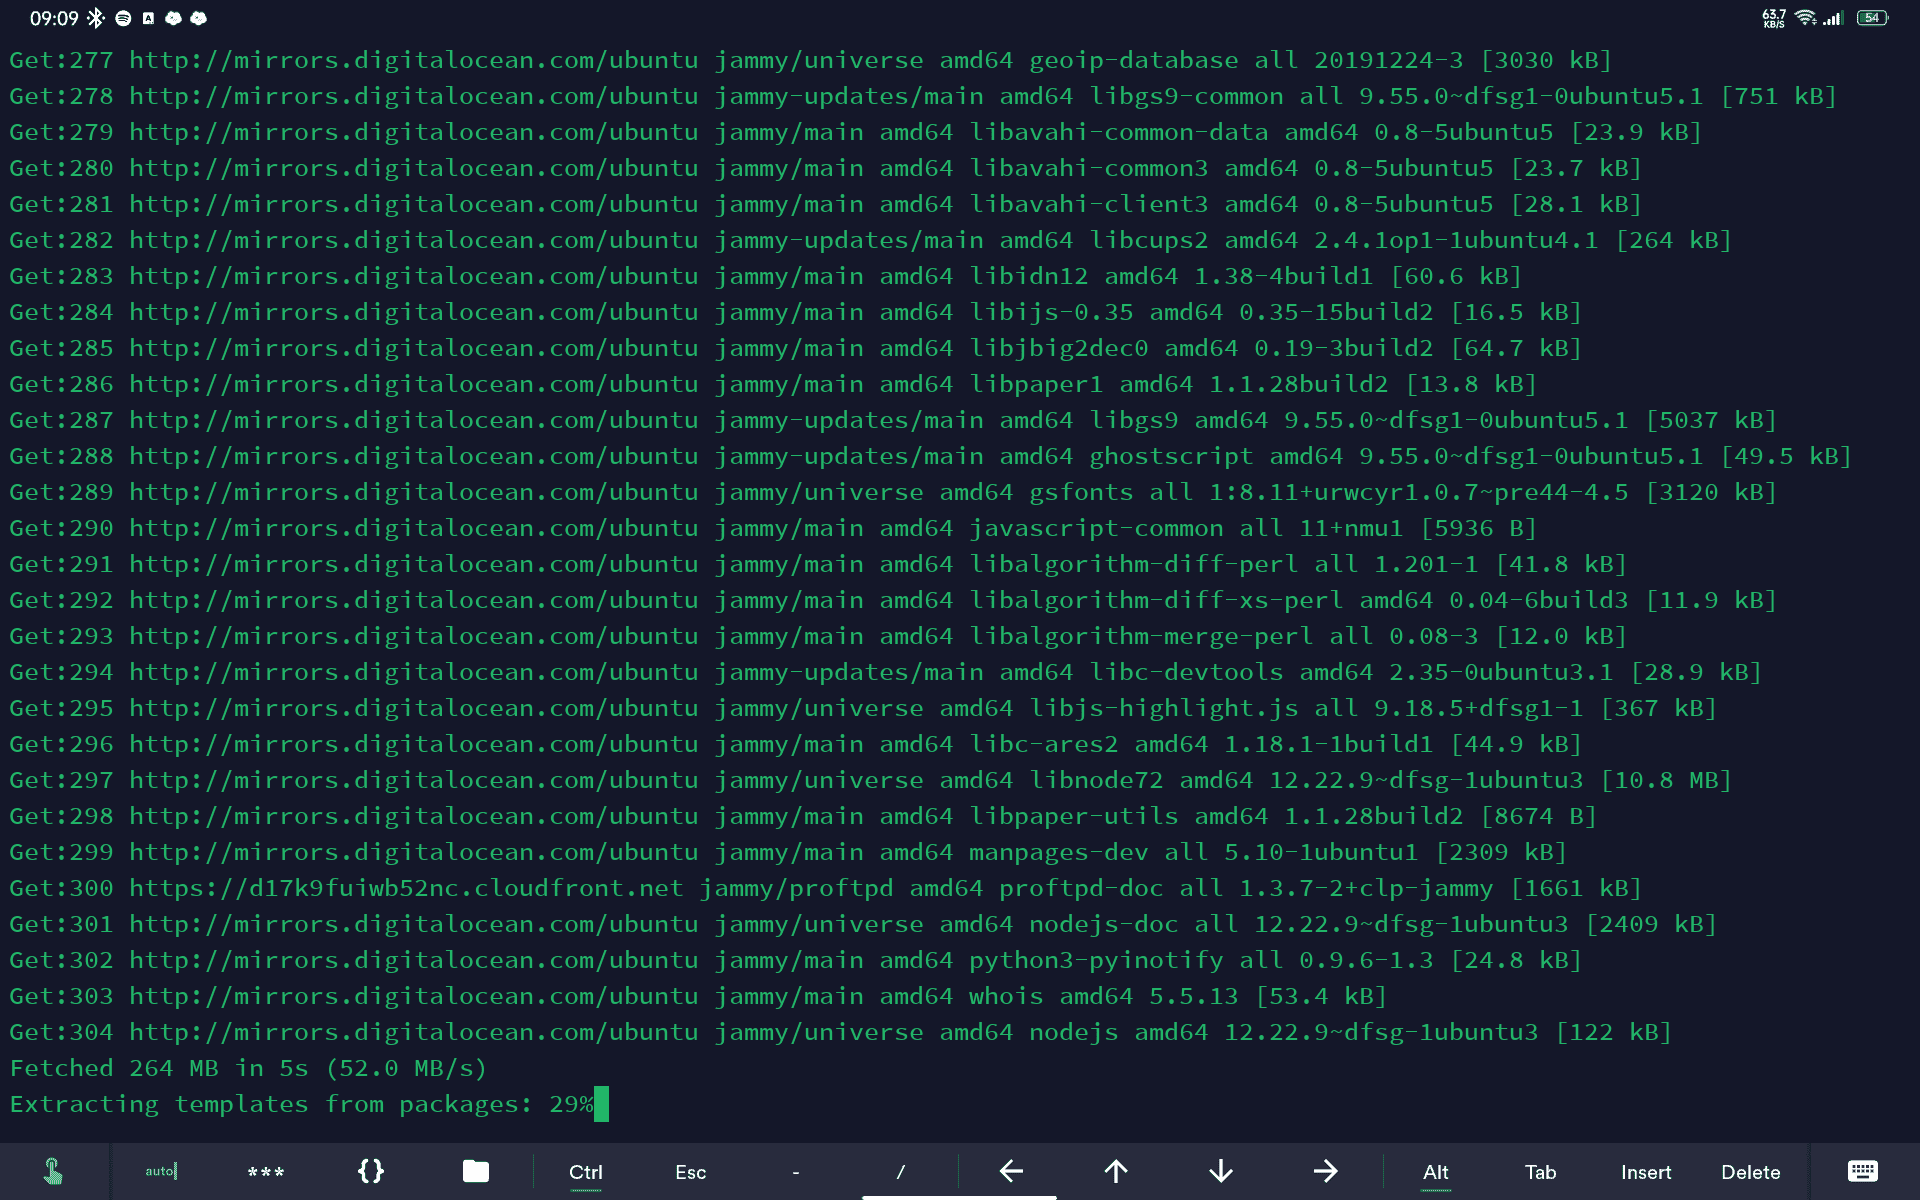 09:09 63.7 KB/S 54
Get:277 http://mirrors.digitalocean.com/ubuntu jammy/universe amd64 geoip-database all 20191224-3 [3030 kB]
Get:278 http://mirrors.digitalocean.com/ubuntu jammy-updates/main amd64 libgs9-common all 9.55.0~dfsg1-0ubuntu5.1 [751 kB]
Get:279 http://mirrors.digitalocean.com/ubuntu jammy/main amd64 libavahi-common-data amd64 0.8-5ubuntu5 [23.9 kB]
Get:280 http://mirrors.digitalocean.com/ubuntu jammy/main amd64 libavahi-common3 amd64 0.8-5ubuntu5 [23.7 kB]
Get:281 http://mirrors.digitalocean.com/ubuntu jammy/main amd64 libavahi-client3 amd64 0.8-5ubuntu5 [28.1 kB]
Get:282 http://mirrors.digitalocean.com/ubuntu jammy-updates/main amd64 libcups2 amd64 2.4.1op1-1ubuntu4.1 [264 kB]
Get:283 http://mirrors.digitalocean.com/ubuntu jammy/main amd64 libidn12 amd64 1.38-4build1 [60.6 kB]
Get:284 http://mirrors.digitalocean.com/ubuntu jammy/main amd64 libijs-0.35 amd64 0.35-15build2 [16.5 kB]
Get:285 http://mirrors.digitalocean.com/ubuntu jammy/main amd64 libjbig2dec0 amd64 0.19-3build2 [64.7 kB]
Get:286 http://mirrors.digitalocean.com/ubuntu jammy/main amd64 libpaper1 amd64 1.1.28build2 [13.8 kB]
Get:287 http://mirrors.digitalocean.com/ubuntu jammy-updates/main amd64 libgs9 amd64 9.55.0~dfsg1-0ubuntu5.1 [5037 kB]
Get:288 http://mirrors.digitalocean.com/ubuntu jammy-updates/main amd64 ghostscript amd64 9.55.0~dfsg1-0ubuntu5.1 [49.5 kB]
Get:289 http://mirrors.digitalocean.com/ubuntu jammy/universe amd64 gsfonts all 1:8.11+urwcyr1.0.7~pre44-4.5 [3120 kB]
Get:290 http://mirrors.digitalocean.com/ubuntu jammy/main amd64 javascript-common all 11+nmu1 [5936 B]
Get:291 http://mirrors.digitalocean.com/ubuntu jammy/main amd64 libalgorithm-diff-perl all 1.201-1 [41.8 kB]
Get:292 http://mirrors.digitalocean.com/ubuntu jammy/main amd64 libalgorithm-diff-xs-perl amd64 0.04-6build3 [11.9 kB]
Get:293 http://mirrors.digitalocean.com/ubuntu jammy/main amd64 libalgorithm-merge-perl all 0.08-3 [12.0 kB]
Get:294 http://mirrors.digitalocean.com/ubuntu jammy-updates/main amd64 libc-devtools amd64 2.35-0ubuntu3.1 [28.9 kB]
Get:295 http://mirrors.digitalocean.com/ubuntu jammy/universe amd64 libjs-highlight.js all 9.18.5+dfsg1-1 [367 kB]
Get:296 http://mirrors.digitalocean.com/ubuntu jammy/main amd64 libc-ares2 amd64 1.18.1-1build1 [44.9 kB]
Get:297 http://mirrors.digitalocean.com/ubuntu jammy/universe amd64 libnode72 amd64 12.22.9~dfsg-1ubuntu3 [10.8 MB]
Get:298 http://mirrors.digitalocean.com/ubuntu jammy/main amd64 libpaper-utils amd64 1.1.28build2 [8674 B]
Get:299 http://mirrors.digitalocean.com/ubuntu jammy/main amd64 manpages-dev all 5.10-1ubuntu1 [2309 kB]
Get:300 https://d17k9fuiwb52nc.cloudfront.net jammy/proftpd amd64 proftpd-doc all 1.3.7-2+clp-jammy [1661 kB]
Get:301 http://mirrors.digitalocean.com/ubuntu jammy/universe amd64 nodejs-doc all 12.22.9~dfsg-1ubuntu3 [2409 kB]
Get:302 http://mirrors.digitalocean.com/ubuntu jammy/main amd64 python3-pyinotify all 0.9.6-1.3 [24.8 kB]
Get:303 http://mirrors.digitalocean.com/ubuntu jammy/main amd64 whois amd64 5.5.13 [53.4 kB]
Get:304 http://mirrors.digitalocean.com/ubuntu jammy/universe amd64 nodejs amd64 12.22.9~dfsg-1ubuntu3 [122 kB]
Fetched 264 MB in 5s (52.0 MB/s)
Extracting templates from packages: 29%
auto *** {} Ctrl Esc - / ← ↑ ↓ → Alt Tab Insert Delete